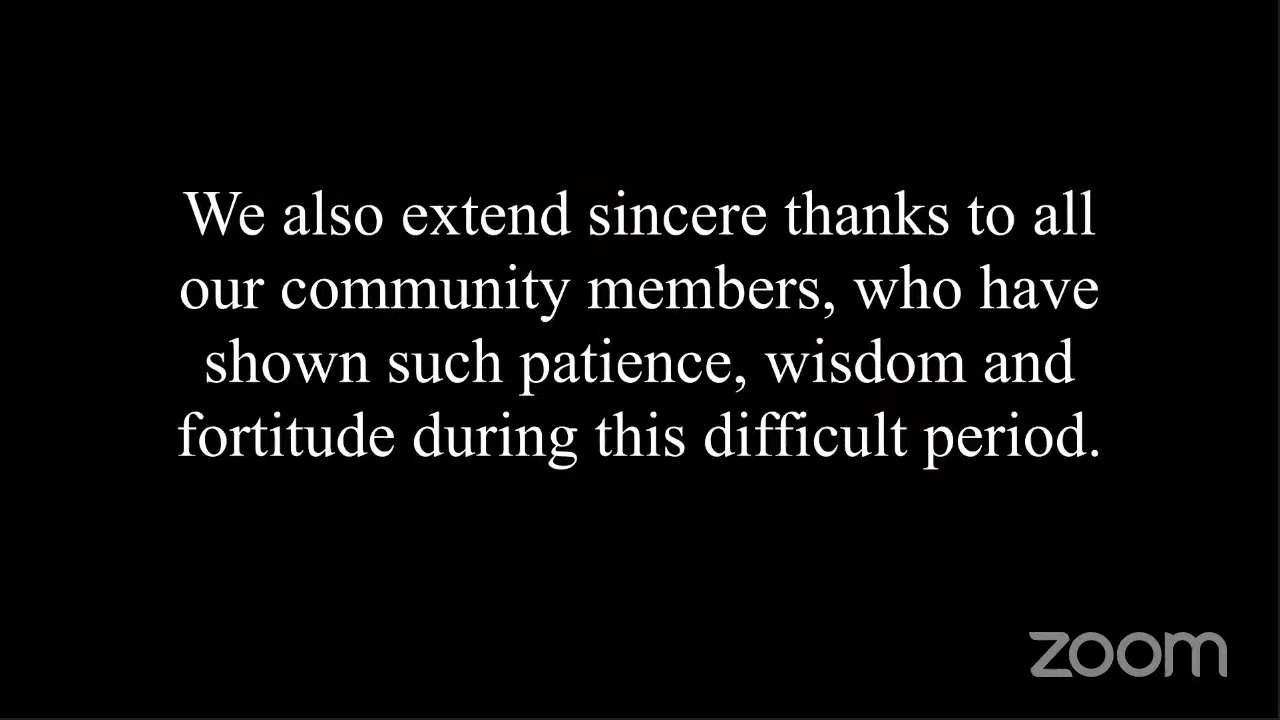 We also extend sincere thanks to all
our community members, who have
shown such patience, wisdom and
fortitude during this difficult period.
zoom